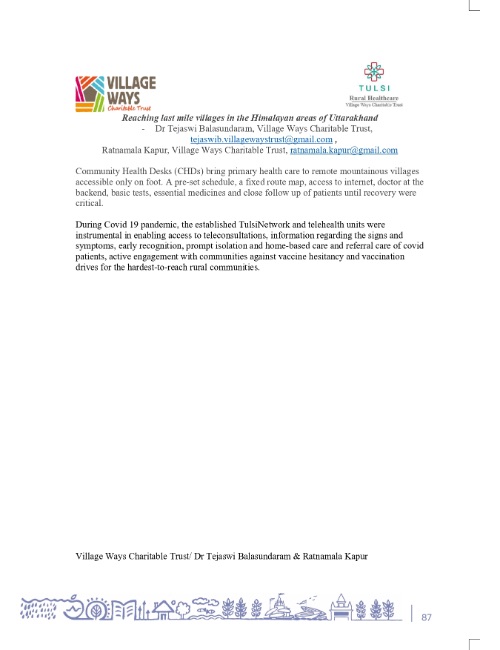 VILLAGE
WAYS
Charitable Trust
TULSI
Rural Healthcare
Village Ways Charitable Trust
Reaching last mile villages in the Himalayan areas of Uttarakhand
- Dr Tejaswi Balasundaram, Village Ways Charitable Trust,
tejaswib.villagewaystrust@gmail.com ,
Ratnamala Kapur, Village Ways Charitable Trust, ratnamala.kapur@gmail.com
Community Health Desks (CHDs) bring primary health care to remote mountainous villages
accessible only on foot. A pre-set schedule, a fixed route map, access to internet, doctor at the
backend, basic tests, essential medicines and close follow up of patients until recovery were
critical.
During Covid 19 pandemic, the established TulsiNetwork and telehealth units were
instrumental in enabling access to teleconsultations, information regarding the signs and
symptoms, early recognition, prompt isolation and home-based care and referral care of covid
patients, active engagement with communities against vaccine hesitancy and vaccination
drives for the hardest-to-reach rural communities.
Village Ways Charitable Trust/ Dr Tejaswi Balasundaram & Ratnamala Kapur
87